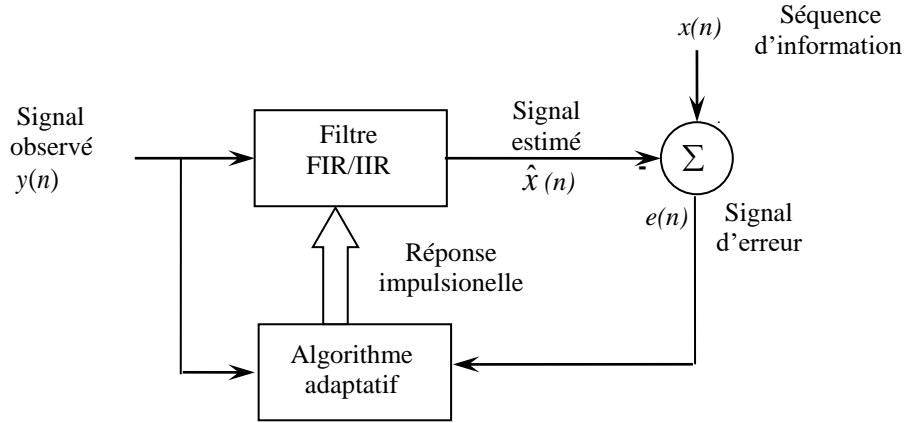 Séquence
d'information
x(n)
Signal
observé
y(n)
Filtre
FIR/IIR
Signal
estimé
x̂ (n)
-
Σ
e(n)
Signal
d'erreur
Réponse
impulsionelle
Algorithme
adaptatif